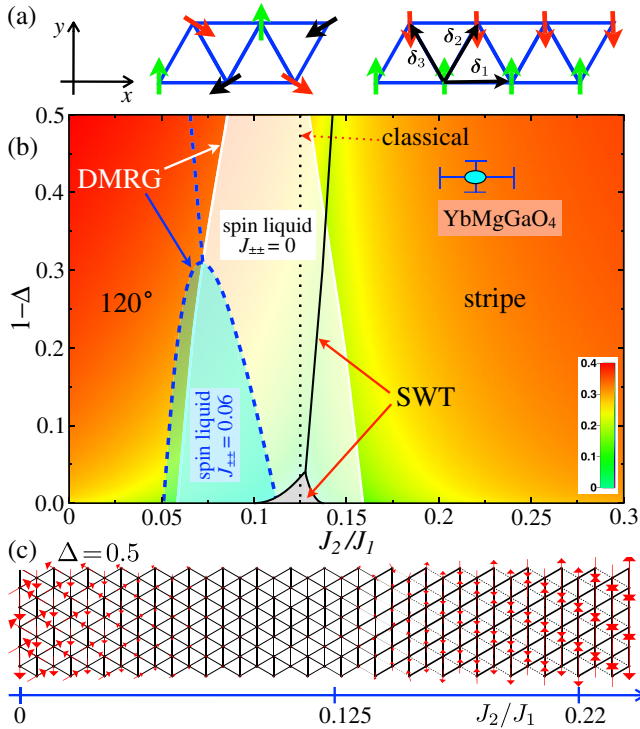 (a)
y
x
δ₃
δ₂
δ₁
(b)
0.5
0.4
0.3
0.2
0.1
0.0
1-Δ
DMRG
classical
spin liquid
J±± = 0
YbMgGaO₄
120°
stripe
spin liquid
J±± = 0.06
SWT
0.4
0.3
0.2
0.1
0
0
0.05
0.1
0.15
0.2
0.25
0.3
J₂/J₁
(c)
Δ=0.5
0
0.125
J₂/J₁
0.22